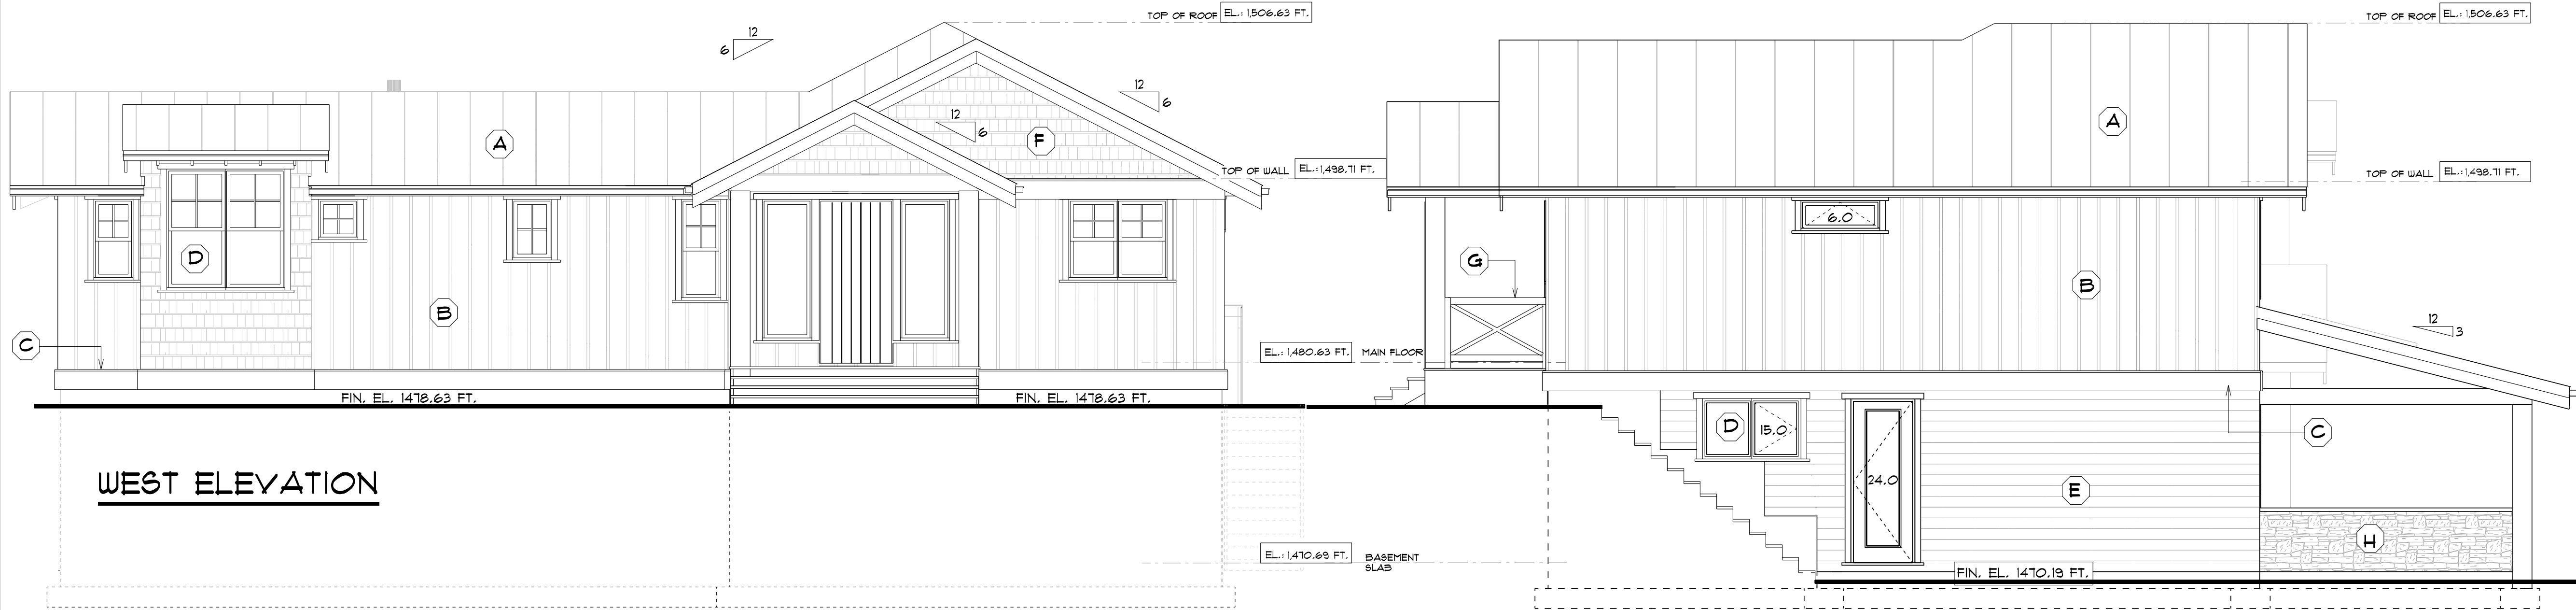 TOP OF ROOF EL.: 1,506.63 FT.
12
6
12
6
12
6
A
F
TOP OF WALL EL.: 1,498.71 FT.
D
B
C
EL.: 1,480.63 FT. MAIN FLOOR
FIN. EL. 1478.63 FT.
FIN. EL. 1478.63 FT.
WEST ELEVATION
EL.: 1,470.69 FT. BASEMENT
SLAB
TOP OF ROOF EL.: 1,506.63 FT.
A
TOP OF WALL EL.: 1,498.71 FT.
6.0
G
B
12
3
D
15.0
C
24.0
E
H
FIN. EL. 1470.19 FT.